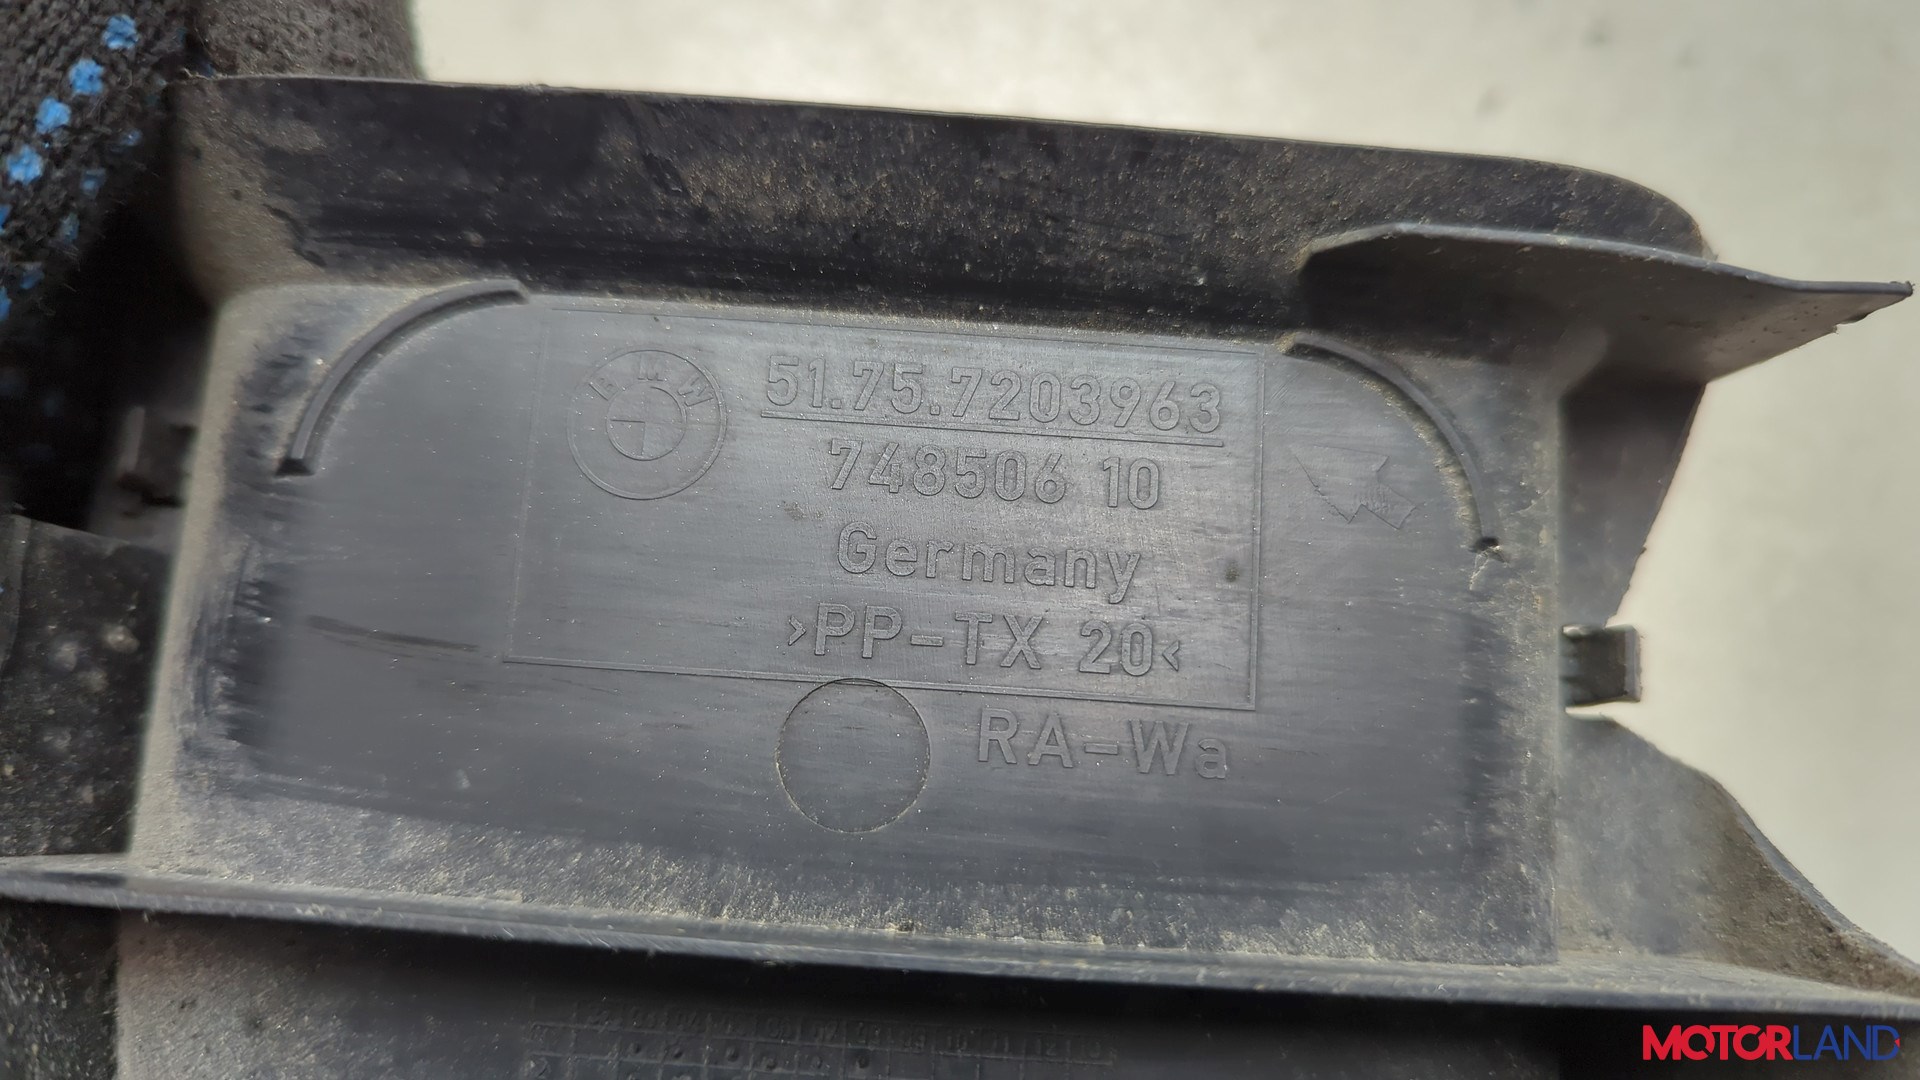 BMW
51.75.7203963
748506 10
Germany
>PP-TX 20<
RA-Wa
MOTORLAND